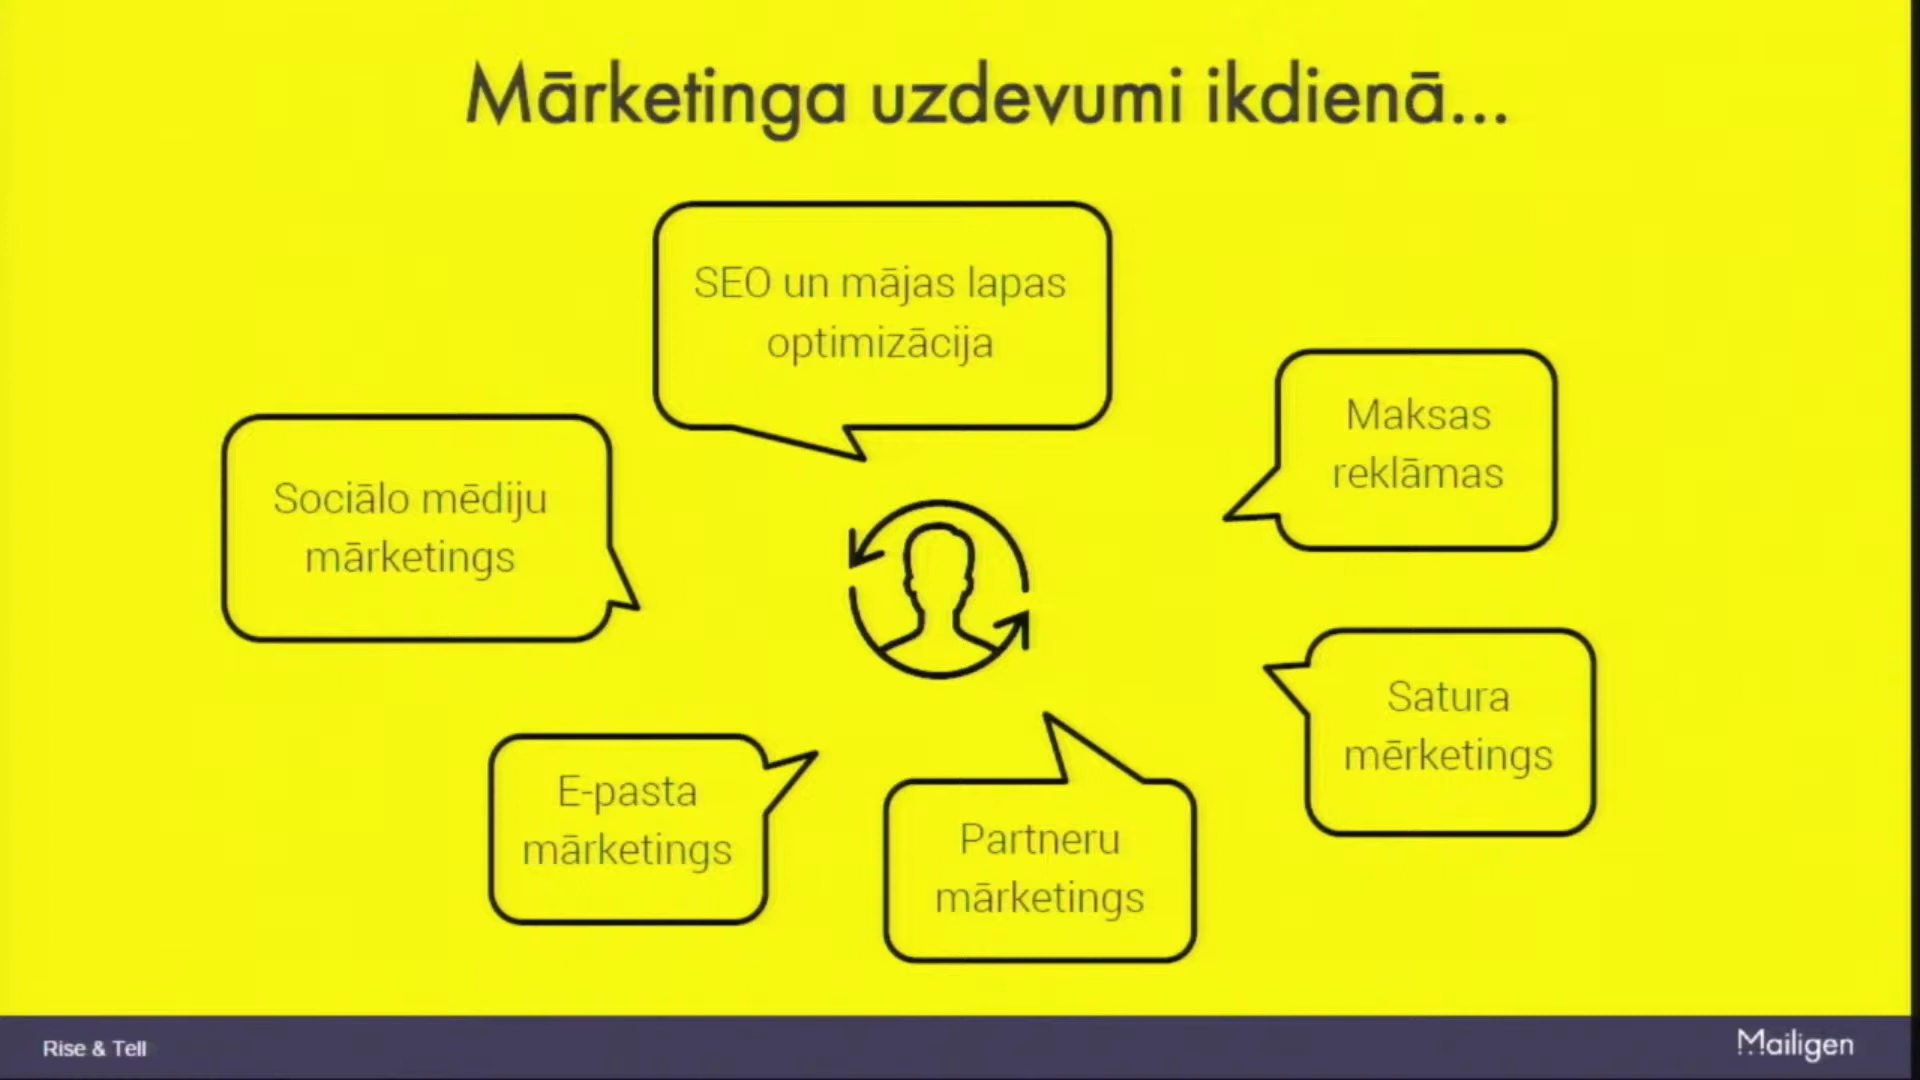 Mārketinga uzdevumi ikdienā...
SEO un mājas lapas
optimizācija
Maksas
reklāmas
Sociālo mēdiju
mārketings
Satura
mērketings
E-pasta
mārketings
Partneru
mārketings
Rise & Tell
Mailigen